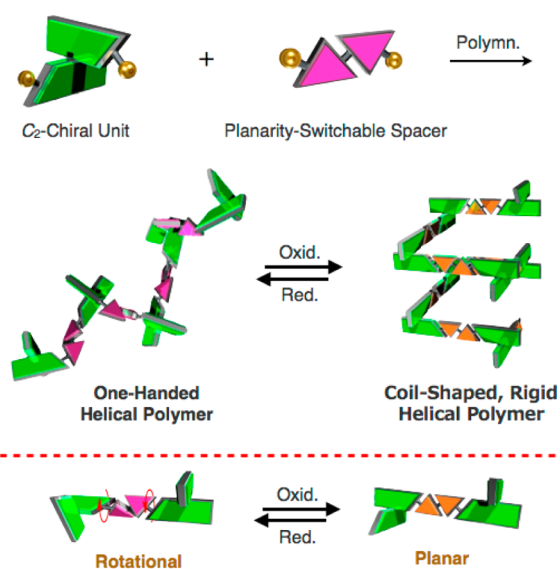 +
Polymn.
C2-Chiral Unit
Planarity-Switchable Spacer
Oxid.
Red.
One-Handed
Helical Polymer
Coil-Shaped, Rigid
Helical Polymer
Oxid.
Red.
Rotational
Planar